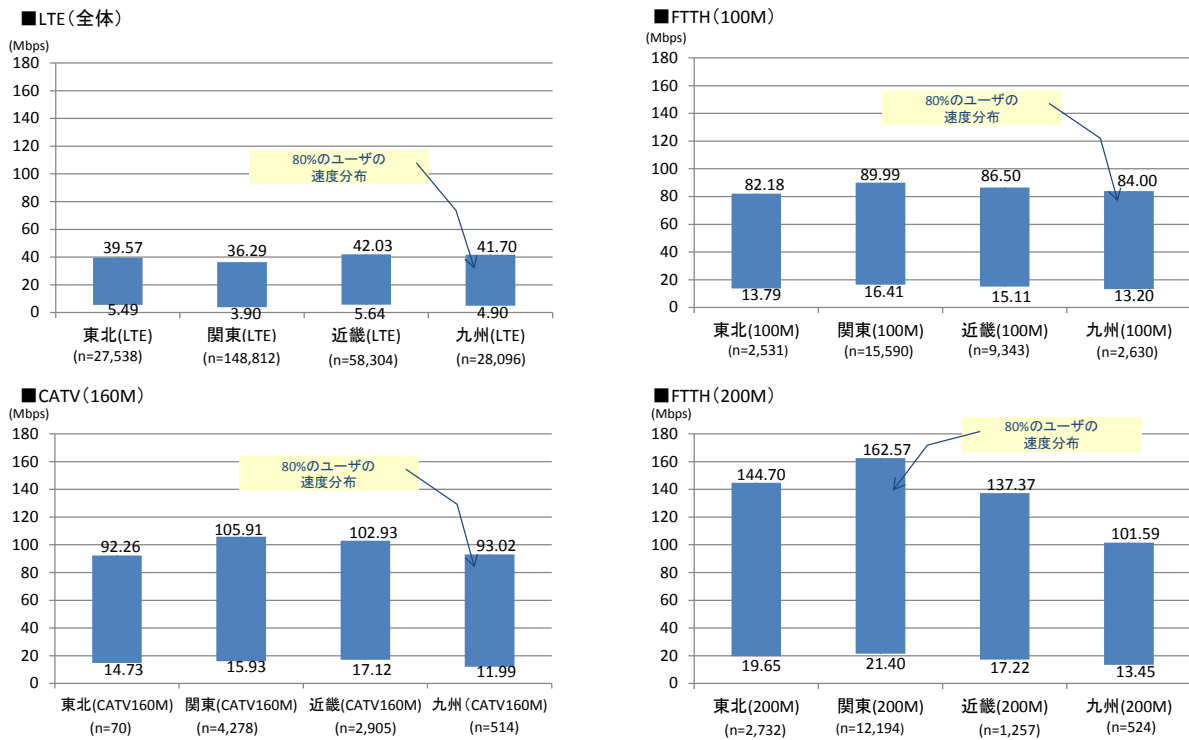 ■LTE（全体）
(Mbps)
180
160
140
120
100
80
60
40
20
0
80%のユーザの
速度分布
39.57
36.29
42.03
41.70
5.49
3.90
5.64
4.90
東北(LTE)
関東(LTE)
近畿(LTE)
九州(LTE)
(n=27,538)
(n=148,812)
(n=58,304)
(n=28,096)
■FTTH（100M）
(Mbps)
180
160
140
120
100
80
60
40
20
0
80%のユーザの
速度分布
82.18
89.99
86.50
84.00
13.79
16.41
15.11
13.20
東北(100M)
関東(100M)
近畿(100M)
九州(100M)
(n=2,531)
(n=15,590)
(n=9,343)
(n=2,630)
■CATV（160M）
(Mbps)
180
160
140
120
100
80
60
40
20
0
80%のユーザの
速度分布
92.26
105.91
102.93
93.02
14.73
15.93
17.12
11.99
東北(CATV160M)
関東(CATV160M)
近畿(CATV160M)
九州（CATV160M)
(n=70)
(n=4,278)
(n=2,905)
(n=514)
■FTTH（200M）
(Mbps)
180
160
140
120
100
80
60
40
20
0
80%のユーザの
速度分布
144.70
162.57
137.37
101.59
19.65
21.40
17.22
13.45
東北(200M)
関東(200M)
近畿(200M)
九州(200M)
(n=2,732)
(n=12,194)
(n=1,257)
(n=524)